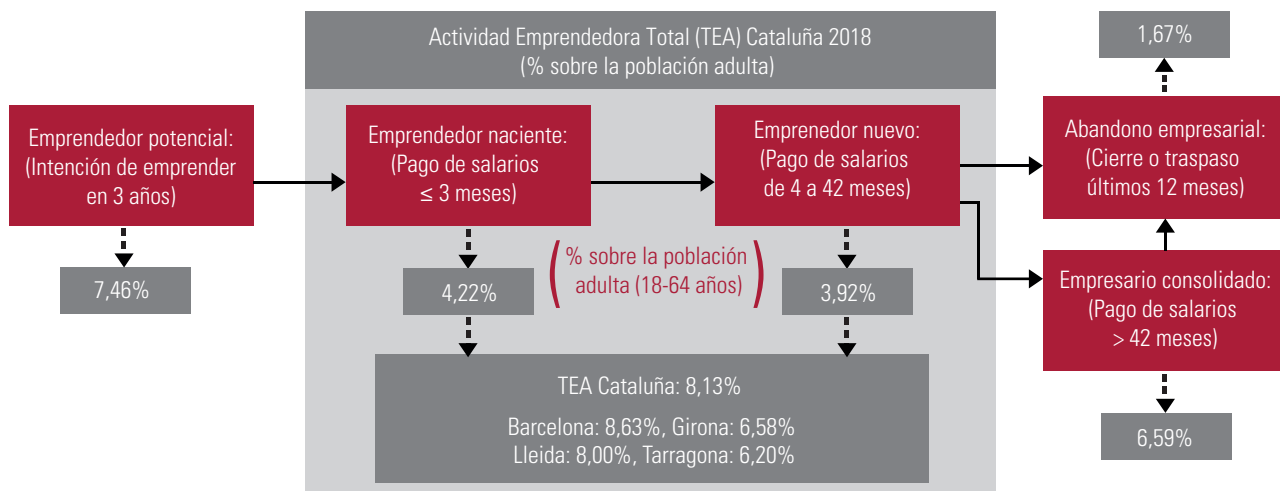 Actividad Emprendedora Total (TEA) Cataluña 2018
(% sobre la población adulta)
Emprendedor potencial:
(Intención de emprender
en 3 años)
7,46%
Emprendedor naciente:
(Pago de salarios
≤ 3 meses)
4,22%
(% sobre la población
adulta (18-64 años))
Emprenedor nuevo:
(Pago de salarios
de 4 a 42 meses)
3,92%
TEA Cataluña: 8,13%
Barcelona: 8,63%, Girona: 6,58%
Lleida: 8,00%, Tarragona: 6,20%
1,67%
Abandono empresarial:
(Cierre o traspaso
últimos 12 meses)
Empresario consolidado:
(Pago de salarios
> 42 meses)
6,59%